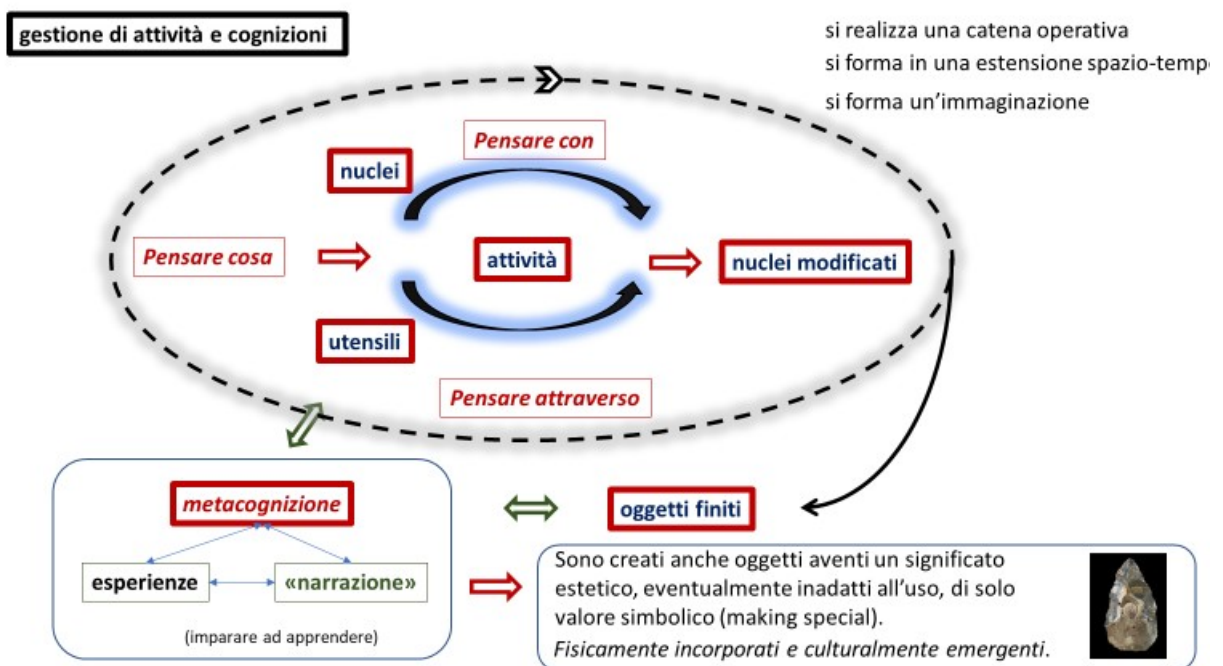 gestione di attività e cognizioni
si realizza una catena operativa
si forma in una estensione spazio-temp
si forma un'immaginazione
Pensare con
nuclei
Pensare cosa
attività
nuclei modificati
utensili
Pensare attraverso
metacognizione
oggetti finiti
esperienze
«narrazione»
(imparare ad apprendere)
Sono creati anche oggetti aventi un significato
estetico, eventualmente inadatti all'uso, di solo
valore simbolico (making special).
Fisicamente incorporati e culturalmente emergenti.